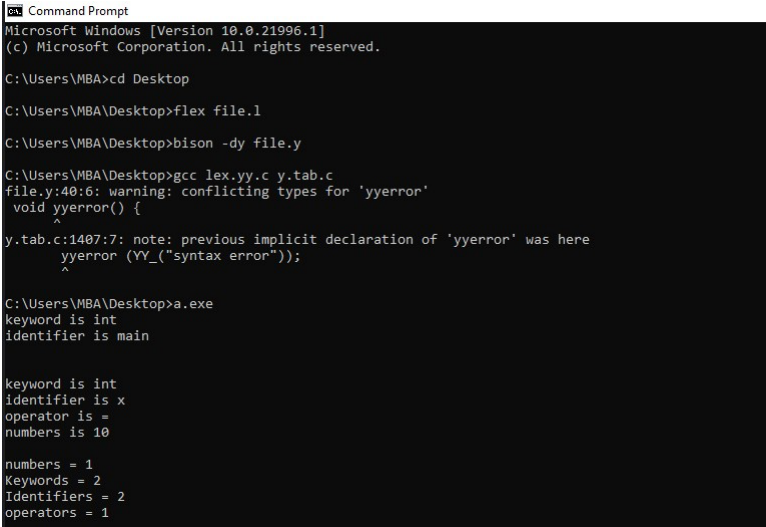 Command Prompt
Microsoft Windows [Version 10.0.21996.1]
(c) Microsoft Corporation. All rights reserved.
C:\Users\MBA>cd Desktop
C:\Users\MBA\Desktop>flex file.l
C:\Users\MBA\Desktop>bison -dy file.y
C:\Users\MBA\Desktop>gcc lex.yy.c y.tab.c
file.y:40:6: warning: conflicting types for 'yyerror'
void yyerror() {
^
y.tab.c:1407:7: note: previous implicit declaration of 'yyerror' was here
yyerror (YY_("syntax error"));
^
C:\Users\MBA\Desktop>a.exe
keyword is int
identifier is main
keyword is int
identifier is x
operator is =
numbers is 10
numbers = 1
Keywords = 2
Identifiers = 2
operators = 1